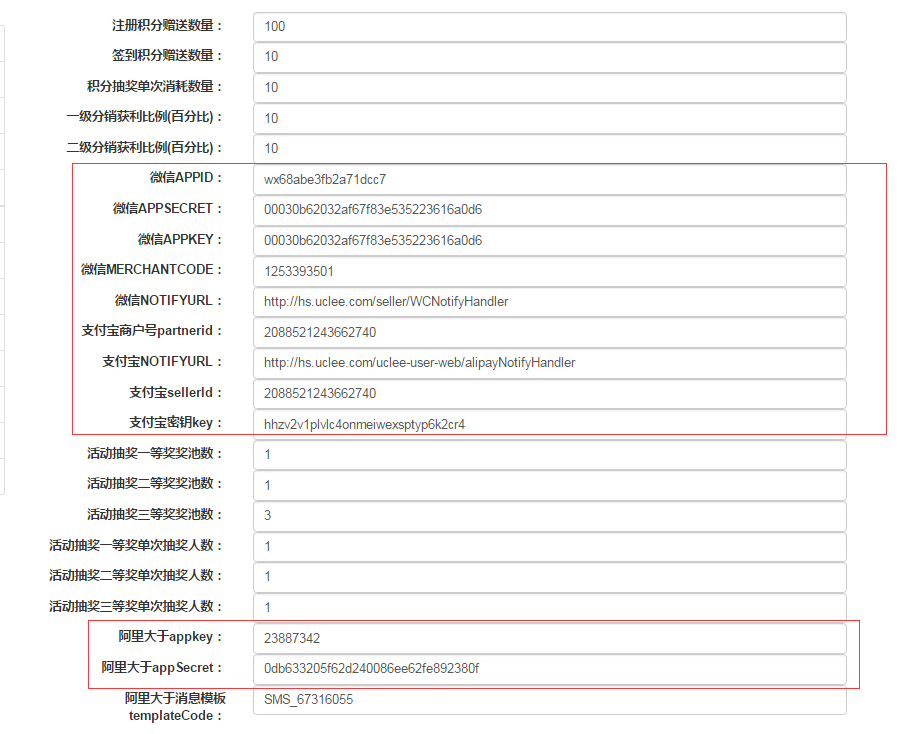 注册积分赠送数量： 100
签到积分赠送数量： 10
积分抽奖单次消耗数量： 10
一级分销获利比例(百分比)： 10
二级分销获利比例(百分比)： 10
微信APPID： wx68abe3fb2a71dcc7
微信APPSECRET： 00030b62032af67f83e535223616a0d6
微信APPKEY： 00030b62032af67f83e535223616a0d6
微信MERCHANTCODE： 1253393501
微信NOTIFYURL： http://hs.uclee.com/seller/WCNotifyHandler
支付宝商户号partnerid： 2088521243662740
支付宝NOTIFYURL： http://hs.uclee.com/uclee-user-web/alipayNotifyHandler
支付宝sellerId： 2088521243662740
支付宝密钥key： hhzv2v1plvlc4onmeiwexsptyp6k2cr4
活动抽奖一等奖奖池数： 1
活动抽奖二等奖奖池数： 1
活动抽奖三等奖奖池数： 3
活动抽奖一等奖单次抽奖人数： 1
活动抽奖二等奖单次抽奖人数： 1
活动抽奖三等奖单次抽奖人数： 1
阿里大于appkey： 23887342
阿里大于appSecret： 0db633205f62d240086ee62fe892380f
阿里大于消息模板 SMS_67316055
templateCode：